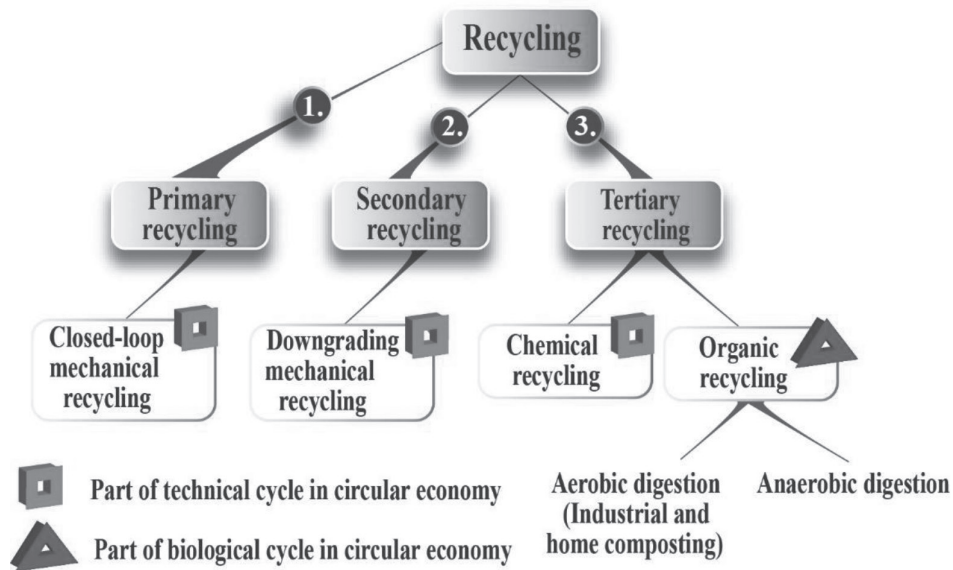 Recycling
1.
2.
3.
Primary
recycling
Secondary
recycling
Tertiary
recycling
Closed-loop
mechanical
recycling
Downgrading
mechanical
recycling
Chemical
recycling
Organic
recycling
Part of technical cycle in circular economy
Part of biological cycle in circular economy
Aerobic digestion
(Industrial and
home composting)
Anaerobic digestion